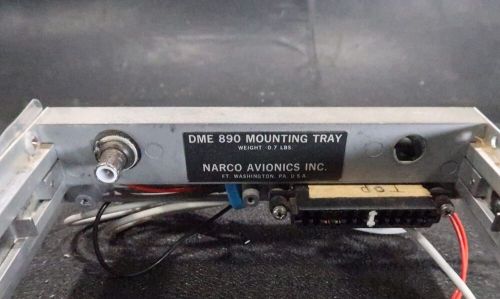 DME 890 MOUNTING TRAY
WEIGHT 0.7 LBS
NARCO AVIONICS INC.
FT. WASHINGTON, PA, U.S.A.
TOP